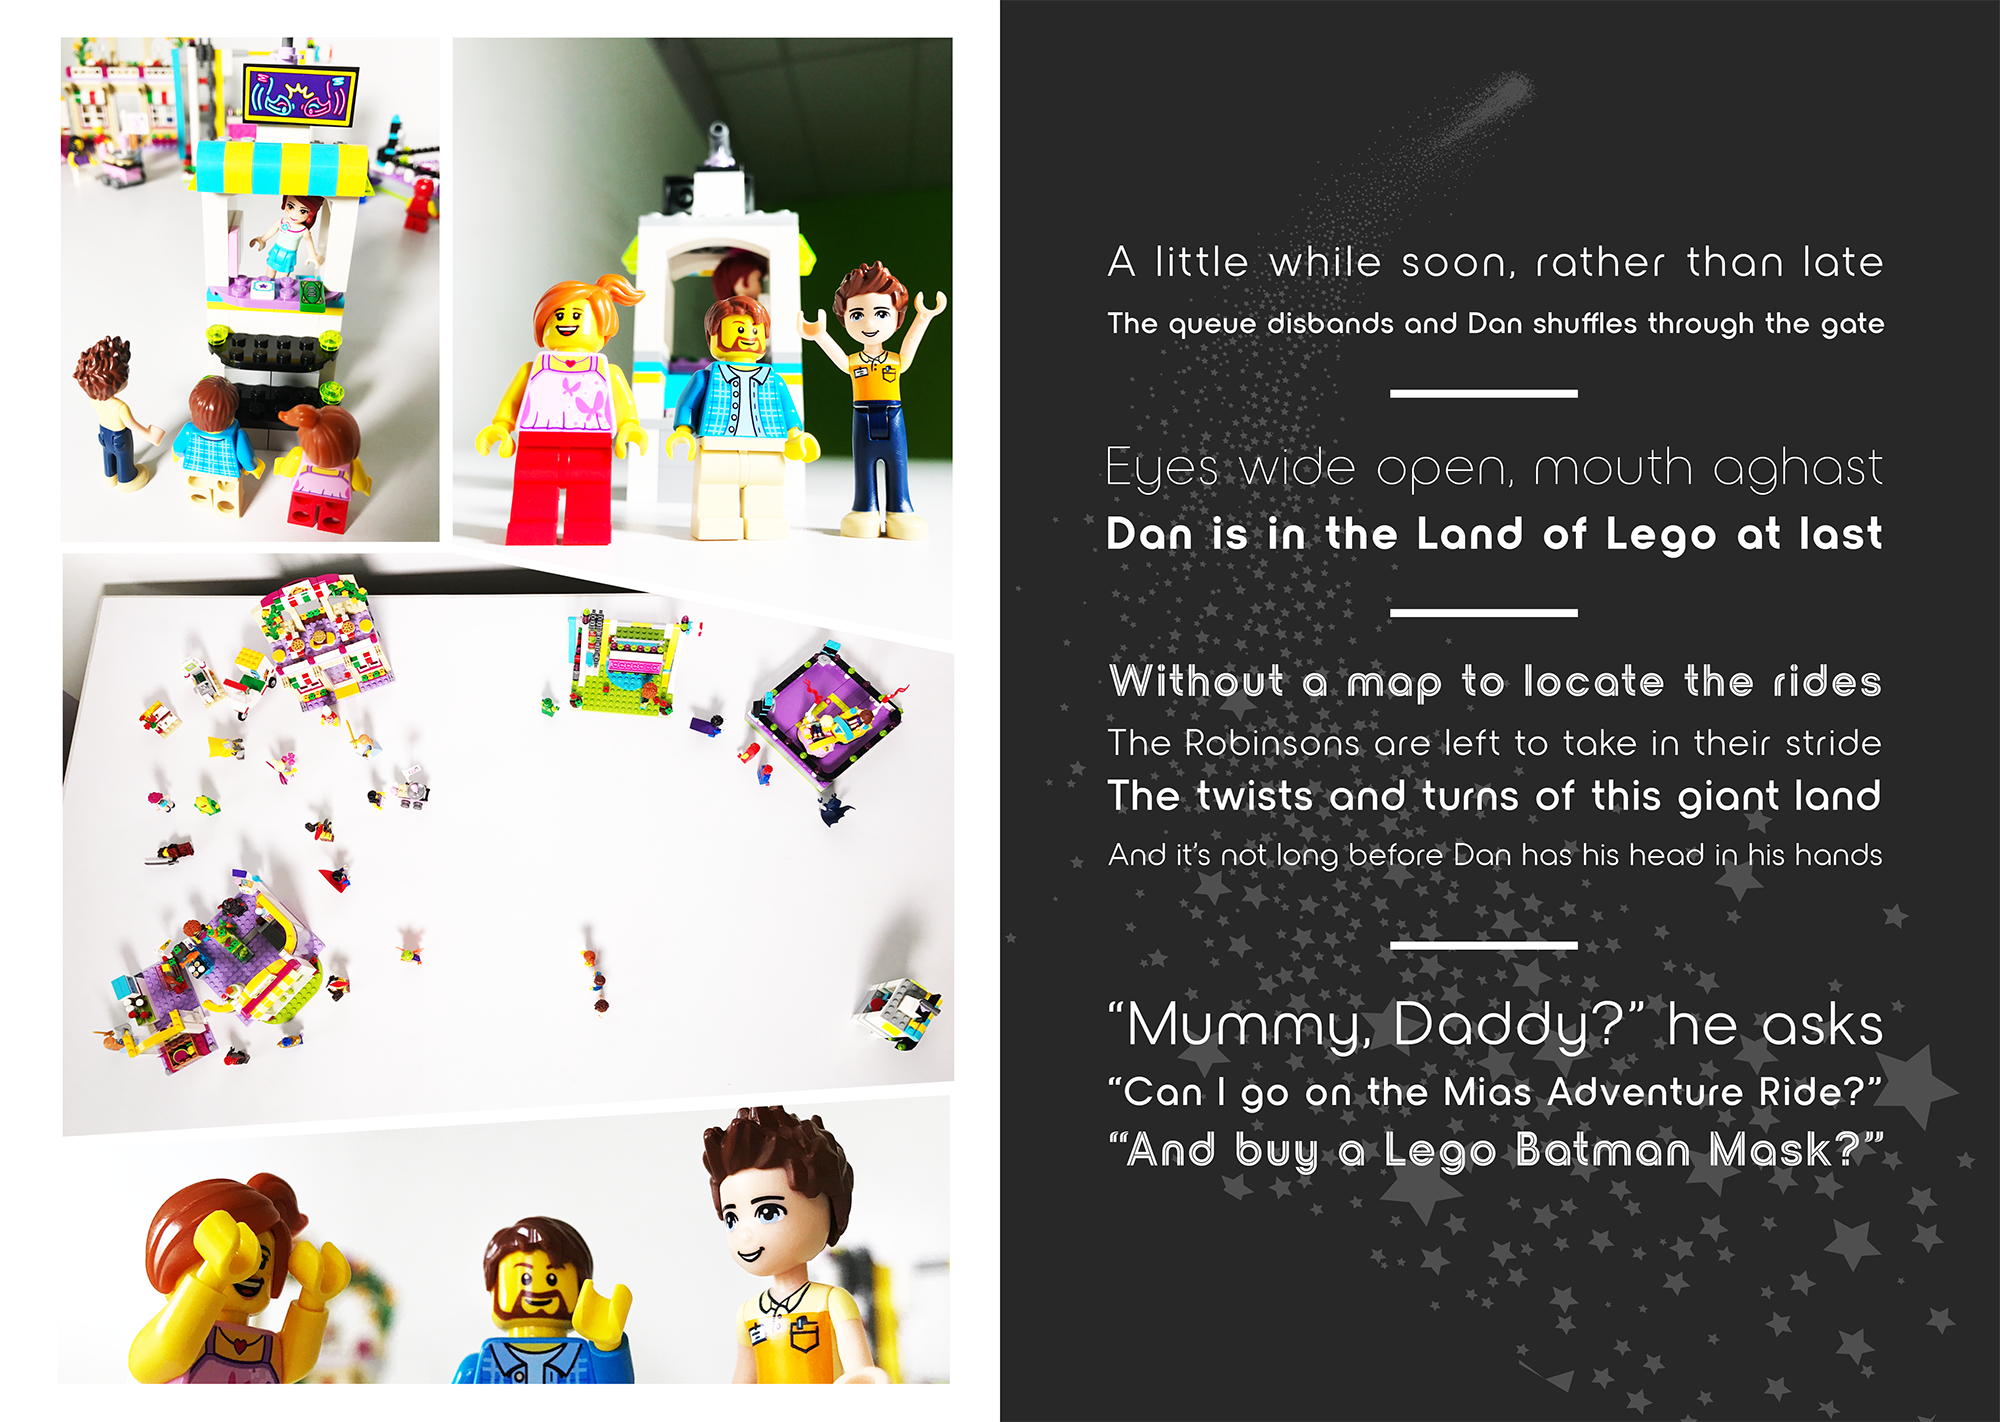 A little while soon, rather than late
The queue disbands and Dan shuffles through the gate
Eyes wide open, mouth aghast
Dan is in the Land of Lego at last
Without a map to locate the rides
The Robinsons are left to take in their stride
The twists and turns of this giant land
And it’s not long before Dan has his head in his hands
“Mummy, Daddy?” he asks
“Can I go on the Mias Adventure Ride?”
“‘And buy a Lego Batman Mask?”’